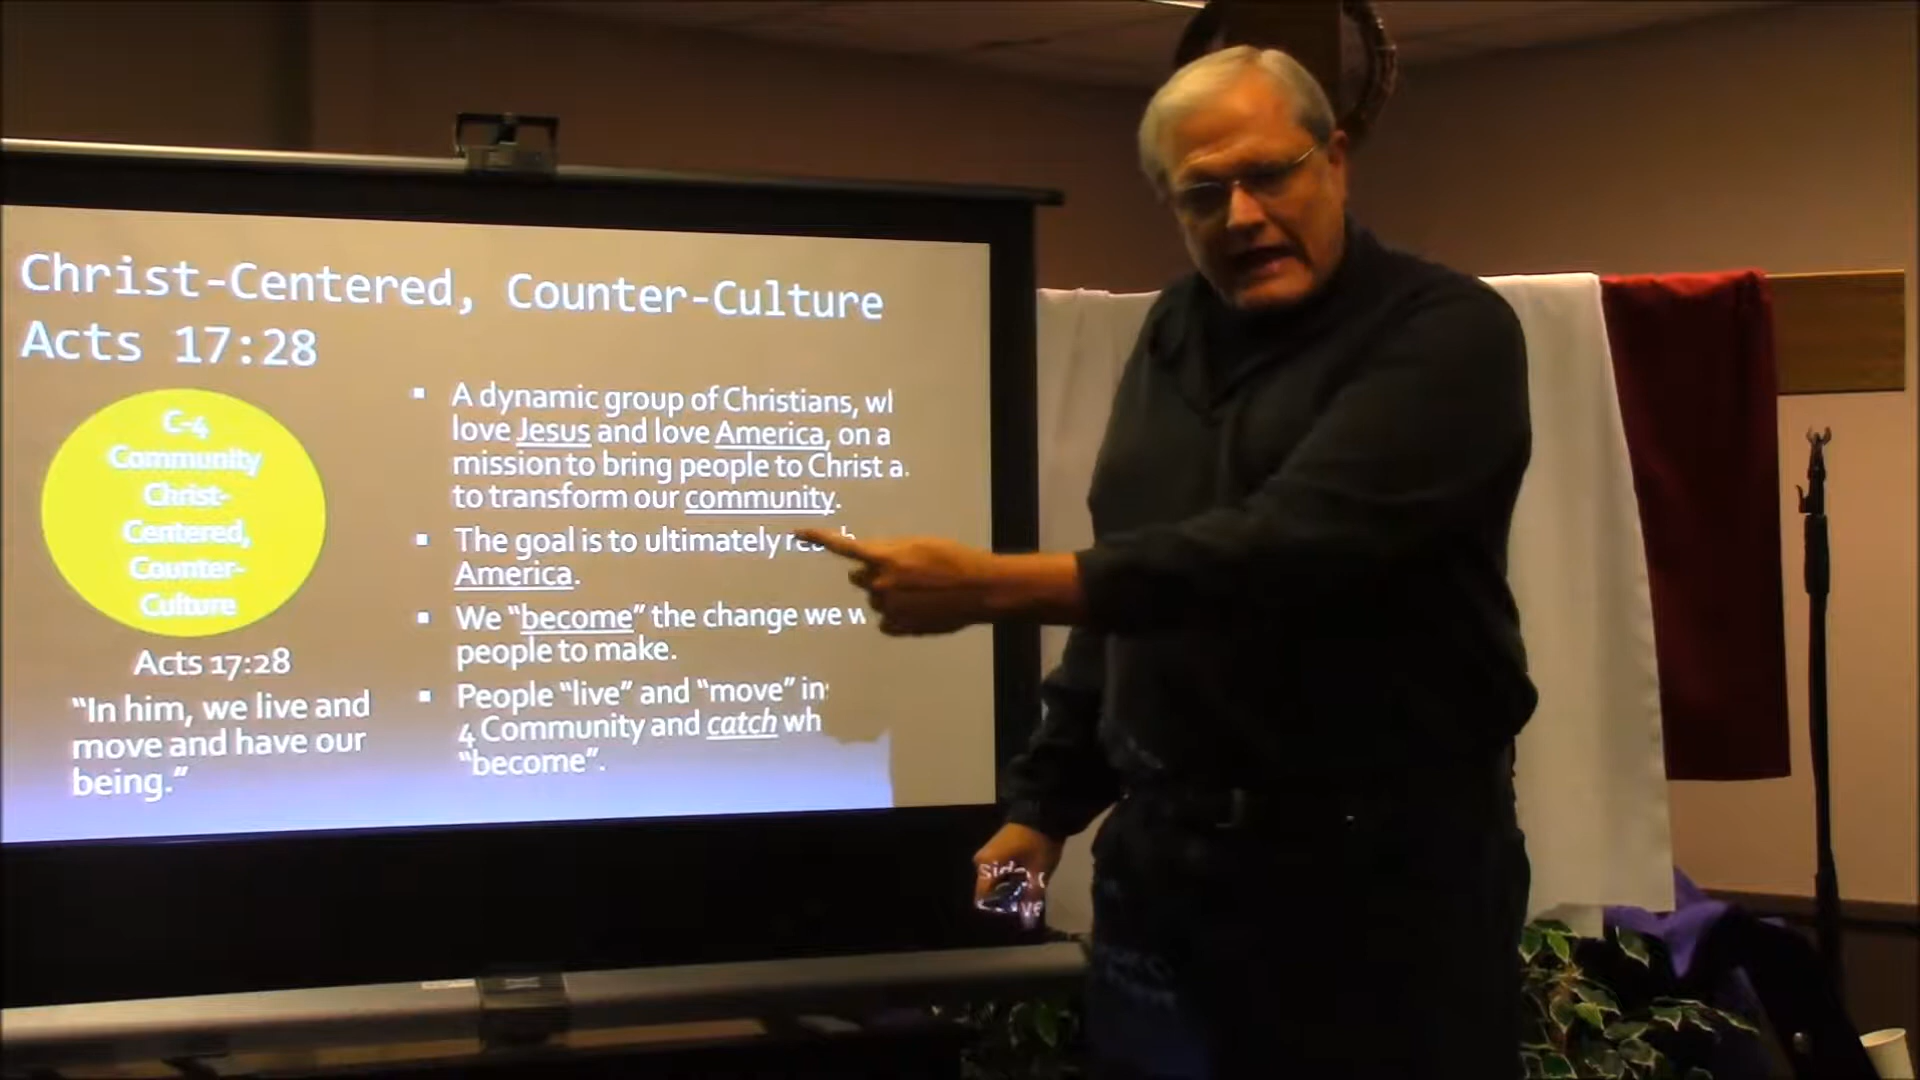 Christ-Centered, Counter-Culture
Acts 17:28
C-4
Community
Christ-
Centered,
Counter-
Culture
Acts 17:28
"In him, we live and
move and have our
being."
▪ A dynamic group of Christians,
love Jesus and love America, on a
mission to bring people to Christ
to transform our community.
▪ The goal is to ultimately
America.
▪ We "become" the change we
people to make.
▪ People "live" and "move"
4 Community and catch
"become".